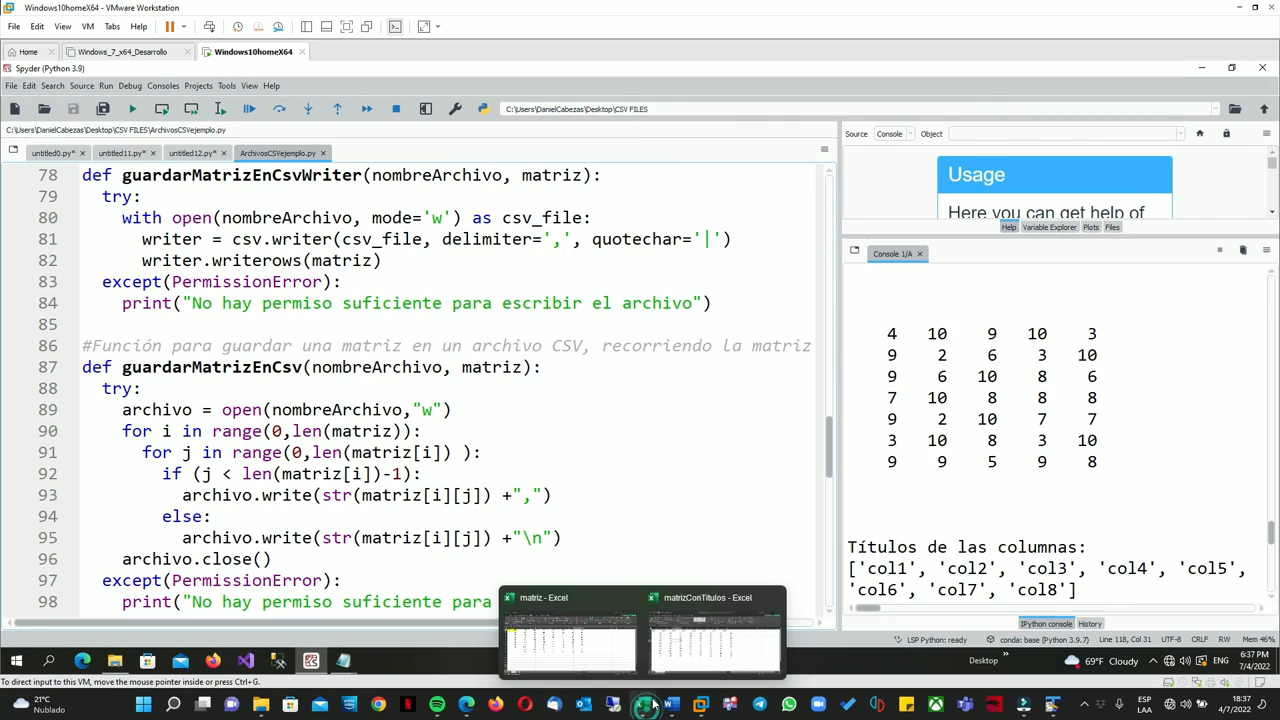 Windows10homeX64 - VMware Workstation
File Edit View VM Tabs Help
Home Windows_7_x64_Desarrollo Windows10homeX64
Spyder (Python 3.9)
File Edit Search Source Run Debug Consoles Projects Tools View Help
C:\Users\DanielCabezas\Desktop\CSV FILES
C:\Users\DanielCabezas\Desktop\CSV FILES\ArchivosCSVejemplo.py
untitled0.py* untitled11.py* untitled12.py* ArchivosCSVejemplo.py
78 def guardarMatrizEnCsvWriter(nombreArchivo, matriz):
79 try:
80 with open(nombreArchivo, mode='w') as csv_file:
81 writer = csv.writer(csv_file, delimiter=',', quotechar='|')
82 writer.writerows(matriz)
83 except(PermissionError):
84 print("No hay permiso suficiente para escribir el archivo")
85
86 #Función para guardar una matriz en un archivo CSV, recorriendo la matriz
87 def guardarMatrizEnCsv(nombreArchivo, matriz):
88 try:
89 archivo = open(nombreArchivo,"w")
90 for i in range(0,len(matriz)):
91 for j in range(0,len(matriz[i]) ):
92 if (j < len(matriz[i])-1):
93 archivo.write(str(matriz[i][j]) +",")
94 else:
95 archivo.write(str(matriz[i][j]) +"\n")
96 archivo.close()
97 except(PermissionError):
98 print("No hay permiso suficiente para
Source Console Object
Usage
Here you can get help of
Help Variable Explorer Plots Files
Console 1/A
4 10 9 10 3
9 2 6 3 10
9 6 10 8 6
7 10 8 8 8
9 2 10 7 7
3 10 8 3 10
9 9 5 9 8
Títulos de las columnas:
['col1', 'col2', 'col3', 'col4', 'col5',
'col6', 'col7', 'col8']
IPython console History
matriz - Excel matrizConTitulos - Excel
LSP Python: ready conda: base (Python 3.9.7) Line 118, Col 31 UTF-8 CRLF RW Mem 46%
Desktop 69°F Cloudy ENG 6:37 PM 7/4/2022
To direct input to this VM, move the mouse pointer inside or press Ctrl+G.
21°C
Nublado
ESP
LAA
18:37
4/7/2022